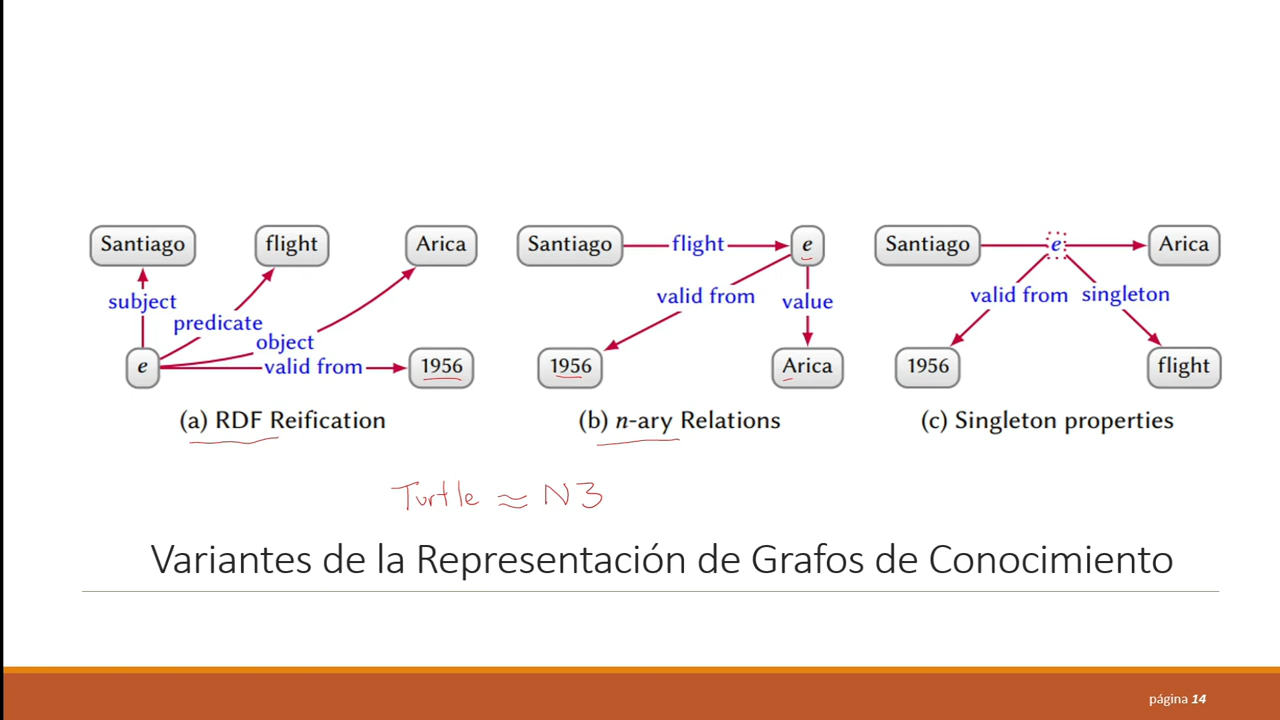 Santiago flight Arica
subject
predicate
object
e valid from 1956
(a) RDF Reification
Santiago flight e
valid from value
1956 Arica
(b) n-ary Relations
Santiago e Arica
valid from singleton
1956 flight
(c) Singleton properties
Turtle ≈ N3
Variantes de la Representación de Grafos de Conocimiento
página 14